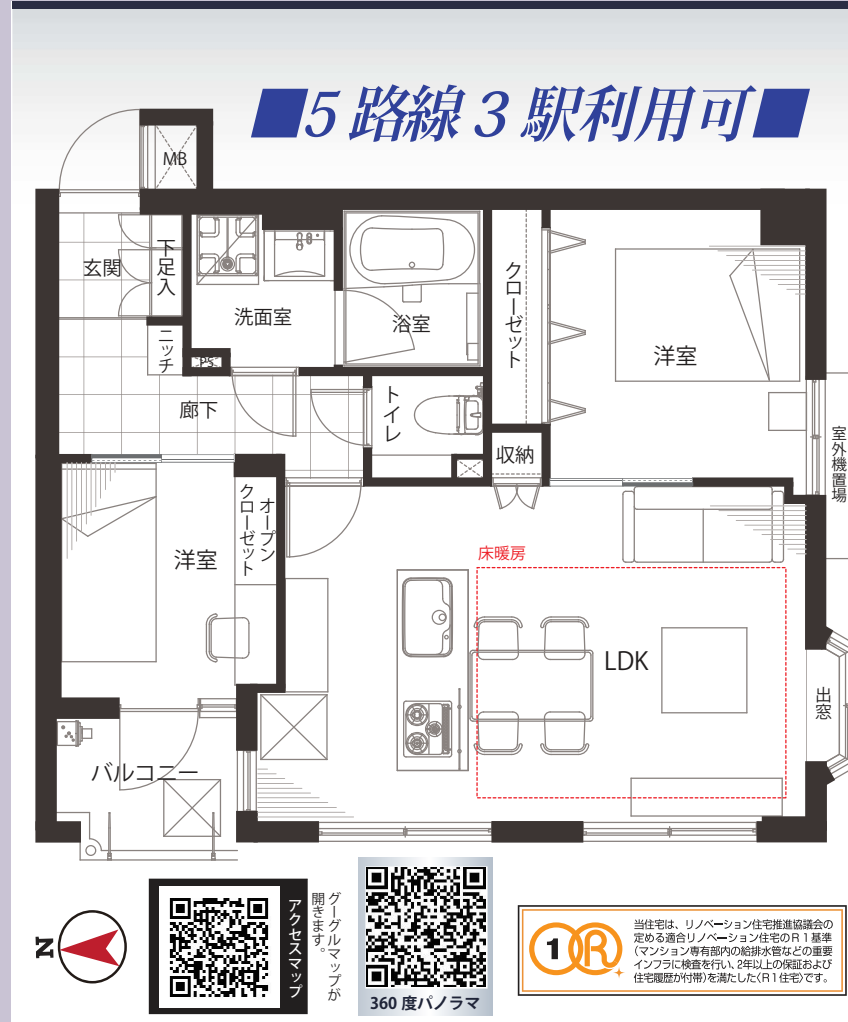 ■5路線3駅利用可■
MB
玄関
下足入
洗面室
浴室
クローゼット
洋室
ニッチ
PS
廊下
トイレ
収納
室外機置場
洋室
オープン
クローゼット
床暖房
LDK
出窓
バルコニー
N
アクセスマップ
グーグルマップが
開きます。
360度パノラマ
1R
当住宅は、リノベーション住宅推進協議会の
定める適合リノベーション住宅のR1基準
(マンション専有部内の給排水管などの重要
インフラに検査を行い、2年以上の保証および
住宅履歴が付帯)を満たした〈R1住宅〉です。